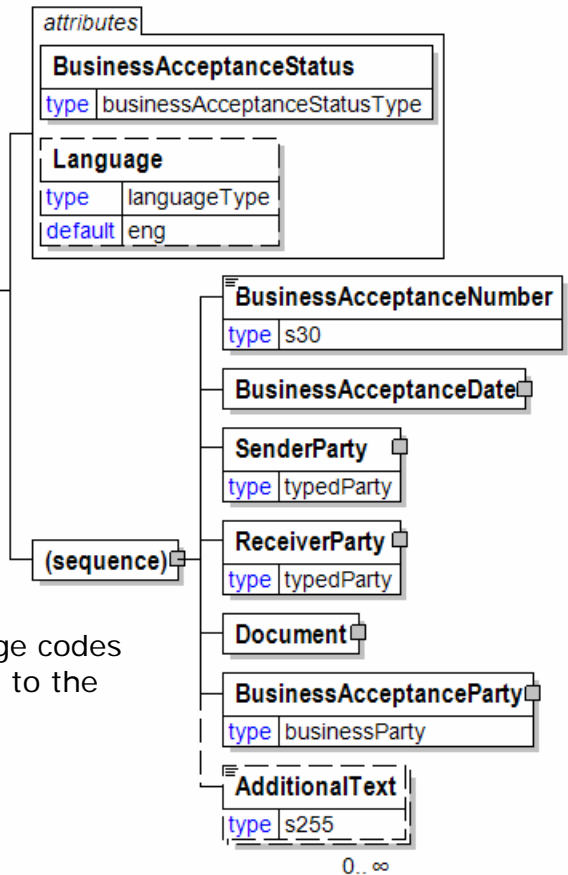 attributes
BusinessAcceptanceStatus
type businessAcceptanceStatusType
Language
type languageType
default eng
BusinessAcceptanceNumber
type s30
BusinessAcceptanceDate
SenderParty
type typedParty
(sequence)
ReceiverParty
type typedParty
Document
ge codes
to the
BusinessAcceptanceParty
type businessParty
AdditionalText
type s255
0.. ∞